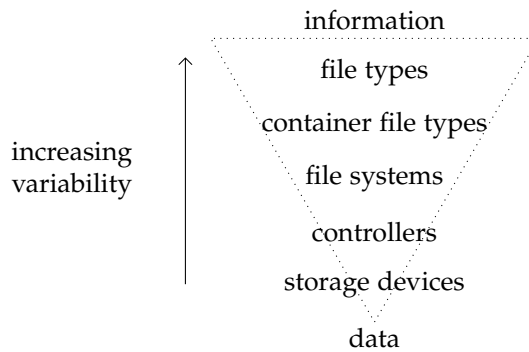 information
file types
container file types
increasing
variability
file systems
controllers
storage devices
data